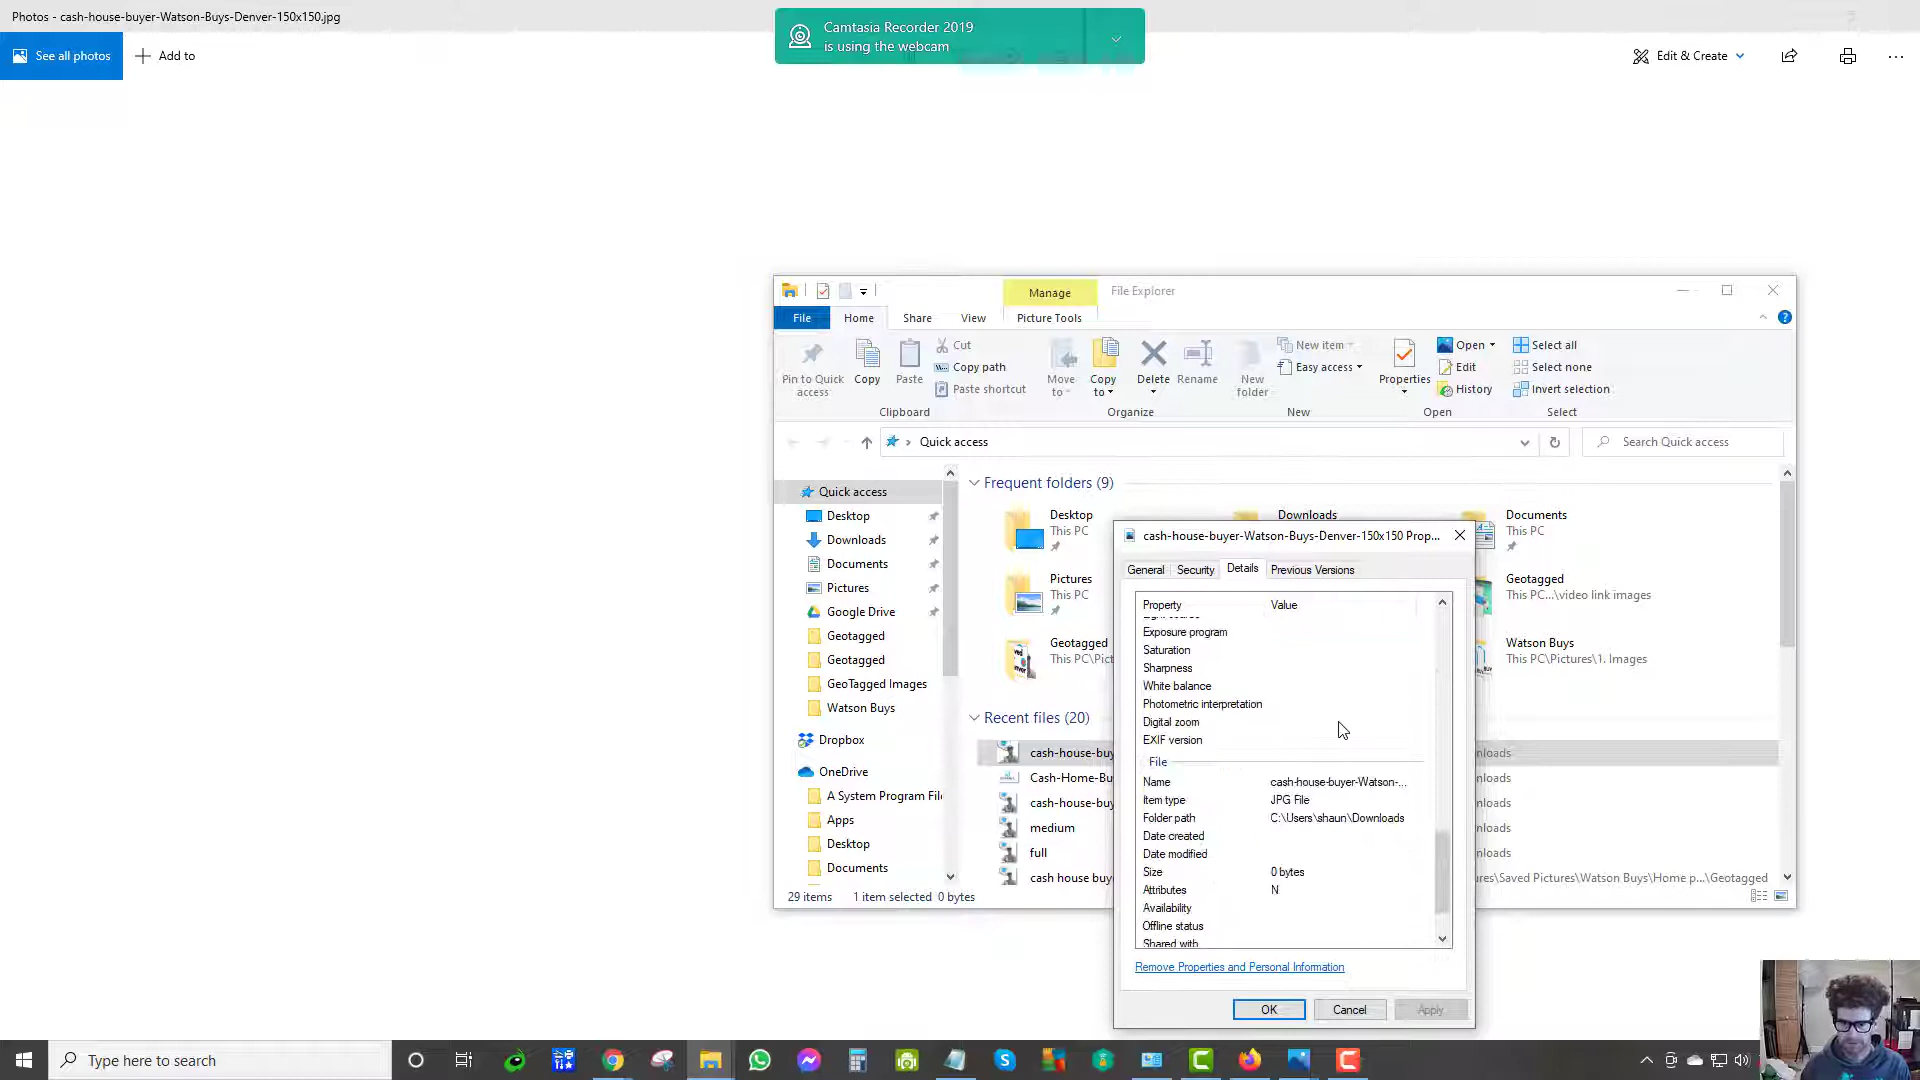 Photos - cash-house-buyer-Watson-Buys-Denver-150x150.jpg
Camtasia Recorder 2019
is using the webcam
See all photos
Add to
Edit & Create
Manage
File Explorer
File
Home
Share
View
Picture Tools
Pin to Quick access
Copy
Paste
Cut
Copy path
Paste shortcut
Move to
Copy to
Delete
Rename
New folder
New item
Easy access
Properties
Open
Edit
History
Select all
Select none
Invert selection
Clipboard
Organize
New
Open
Select
Quick access
Search Quick access
Quick access
Desktop
Downloads
Documents
Pictures
Google Drive
Geotagged
Geotagged
GeoTagged Images
Watson Buys
Dropbox
OneDrive
A System Program File
Apps
Desktop
Documents
Frequent folders (9)
Desktop
This PC
Downloads
Documents
This PC
Pictures
This PC
Geotagged
This PC...\video link images
Geotagged
This PC\Pict
Watson Buys
This PC\Pictures\1. Images
Recent files (20)
cash-house-buy
nloads
Cash-Home-Bu
nloads
cash-house-buy
nloads
medium
nloads
full
nloads
cash house buy
res\Saved Pictures\Watson Buys\Home p...\Geotagged
29 items
1 item selected 0 bytes
cash-house-buyer-Watson-Buys-Denver-150x150 Prop...
General
Security
Details
Previous Versions
Property
Value
Exposure program
Saturation
Sharpness
White balance
Photometric interpretation
Digital zoom
EXIF version
File
Name cash-house-buyer-Watson-...
Item type JPG File
Folder path C:\Users\shaun\Downloads
Date created
Date modified
Size 0 bytes
Attributes N
Availability
Offline status
Shared with
Remove Properties and Personal Information
OK
Cancel
Apply
Type here to search